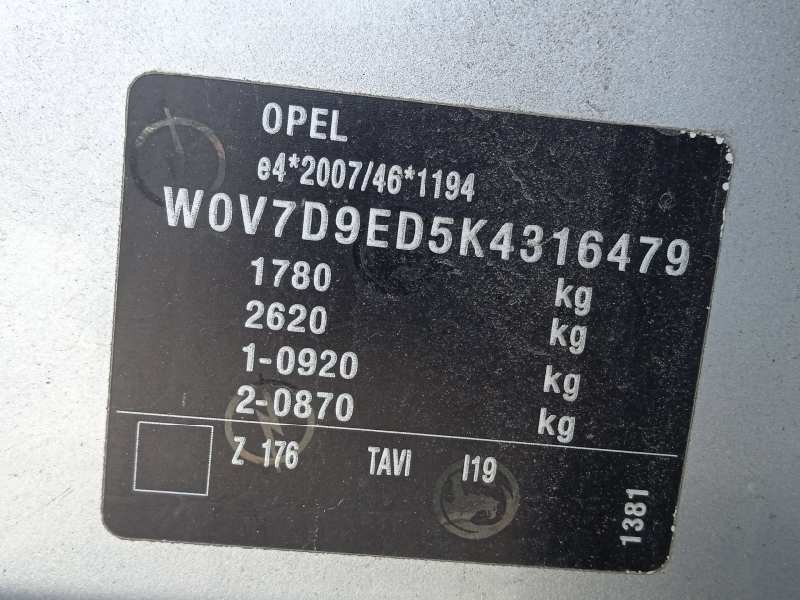 OPEL
e4*2007/46*1194
W0V7D9ED5K4316479
1780 kg
2620 kg
1-0920 kg
2-0870 kg
Z 176 TAVI I19
1381